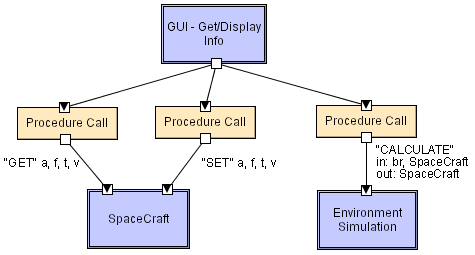 GUI - Get/Display
Info
Procedure Call
Procedure Call
Procedure Call
"GET" a, f, t, v
"SET" a, f, t, v
"CALCULATE"
in: br, SpaceCraft
out: SpaceCraft
SpaceCraft
Environment
Simulation